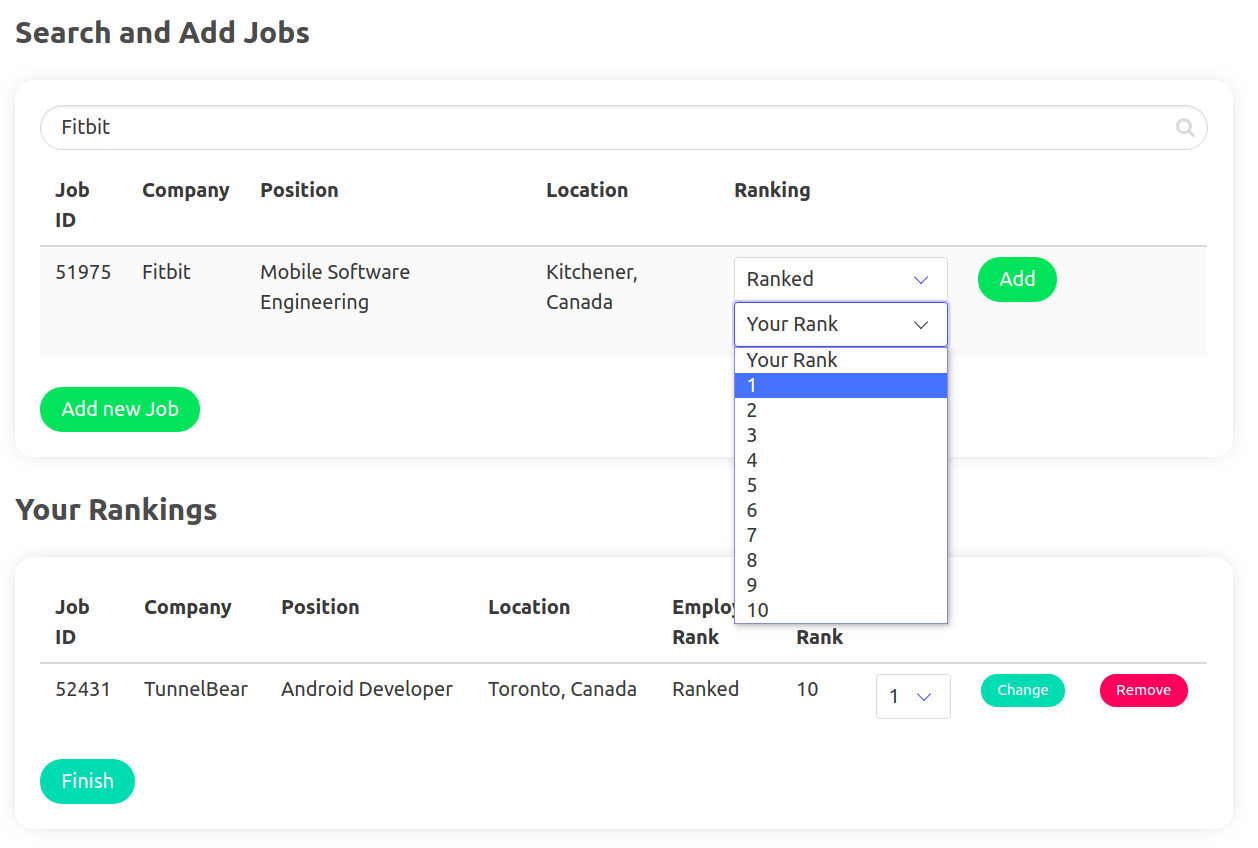 Search and Add Jobs
Fitbit
Job ID Company Position Location Ranking
51975 Fitbit Mobile Software Engineering Kitchener, Canada Ranked Add
Your Rank
Your Rank
1
2
3
4
5
6
7
8
9
10
Add new Job
Your Rankings
Job ID Company Position Location Rank Rank
52431 TunnelBear Android Developer Toronto, Canada Ranked 10 1 Change Remove
Finish